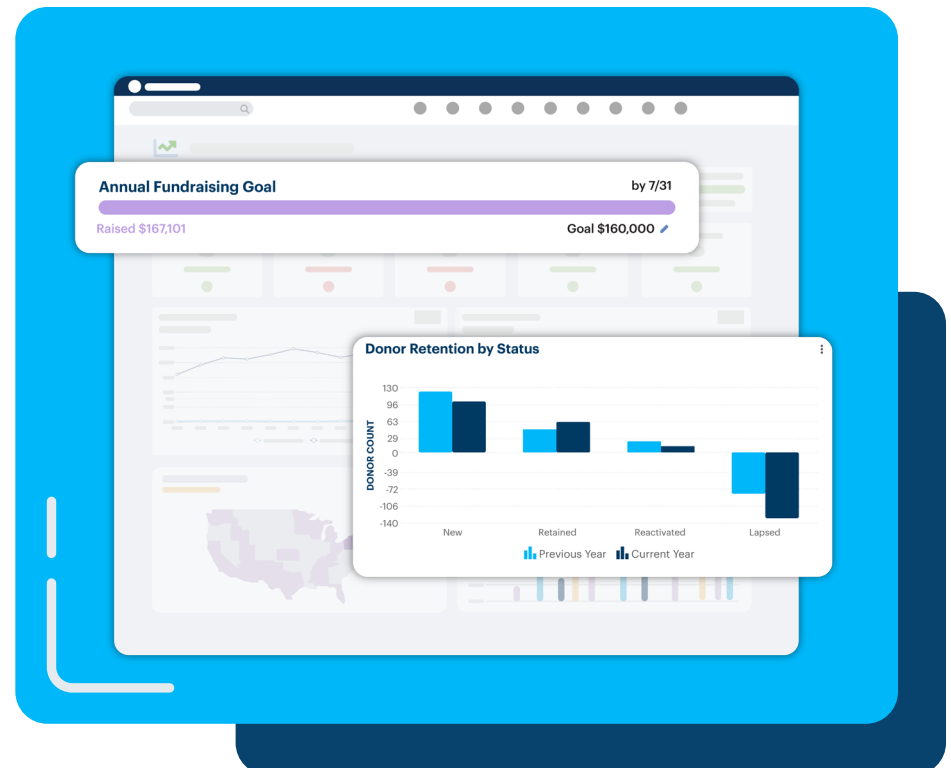 Annual Fundraising Goal
by 7/31
Raised $167,101
Goal $160,000
Donor Retention by Status
DONOR COUNT
130
96
63
29
0
-39
-72
-106
-140
New
Retained
Reactivated
Lapsed
Previous Year
Current Year